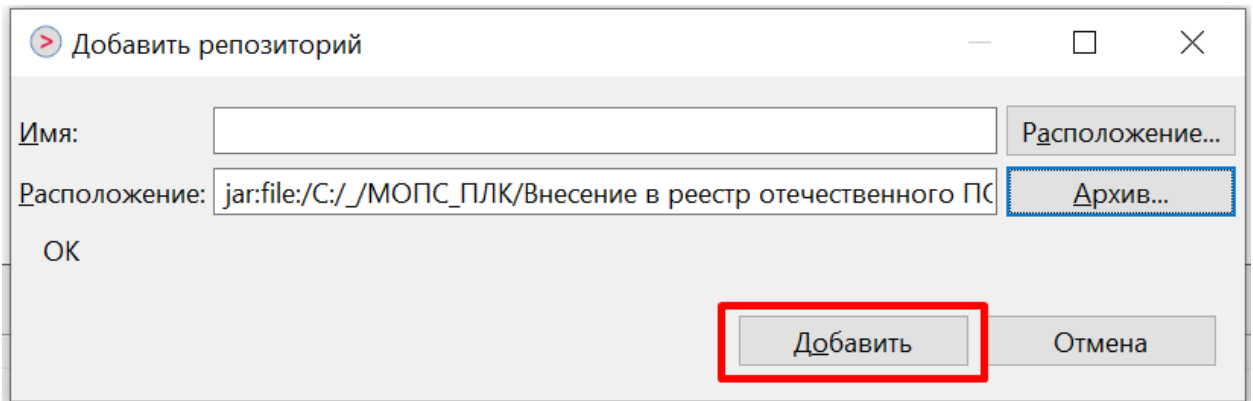 Добавить репозиторий
Имя:
Расположение...
Расположение: jar:file:/C:/_/МОПС_ПЛК/Внесение в реестр отечественного ПО Архив...
OK
Добавить Отмена